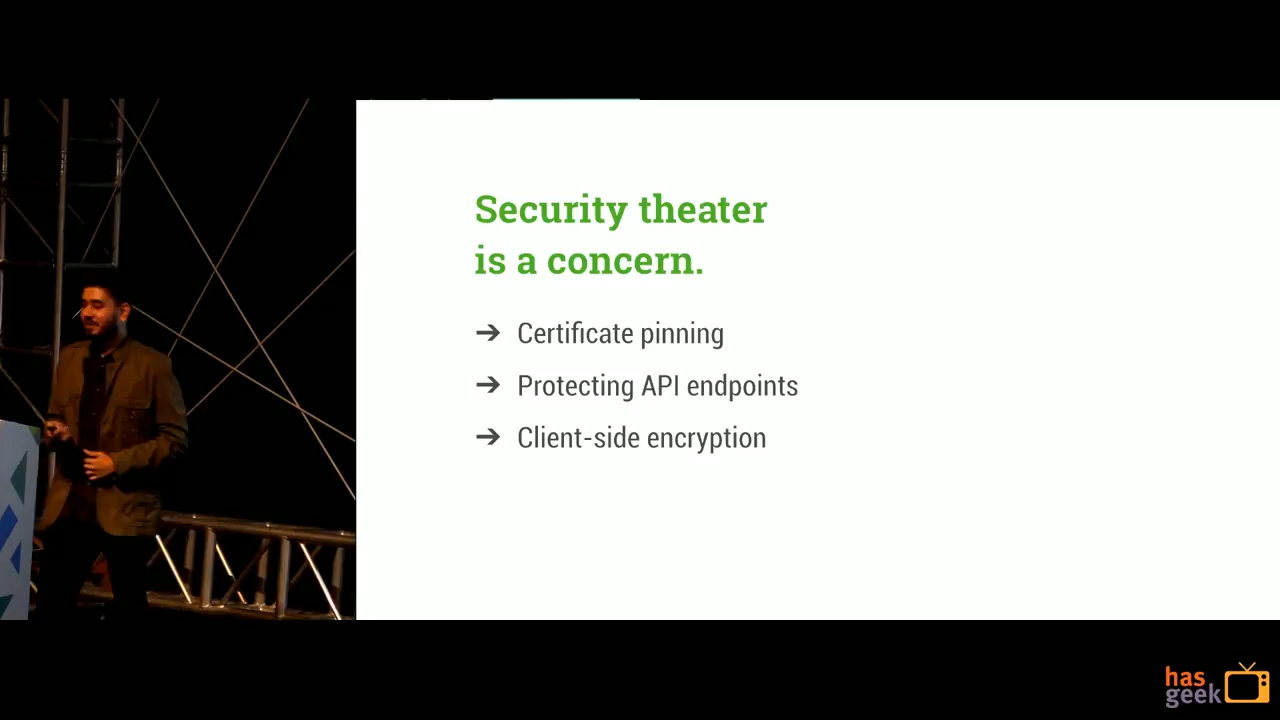 Security theater
is a concern.
➔ Certificate pinning
➔ Protecting API endpoints
➔ Client-side encryption
has
geek